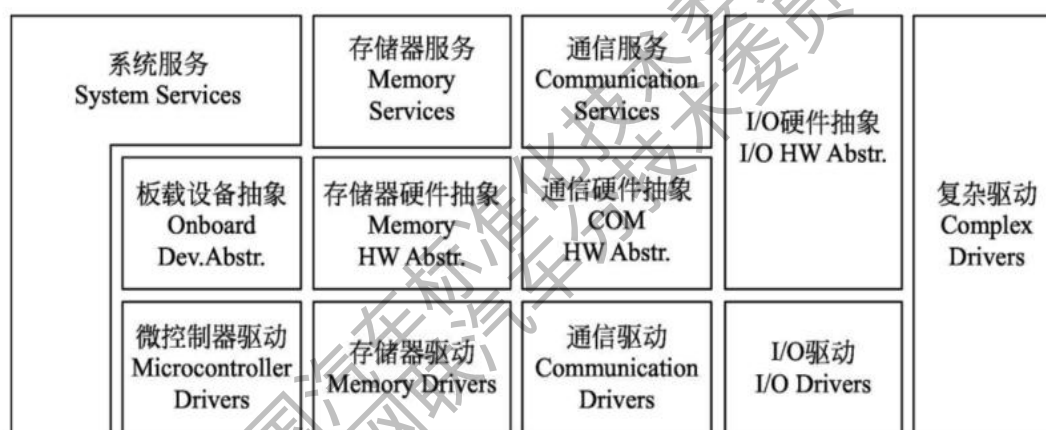 系统服务
System Services
存储器服务
Memory
Services
通信服务
Communication
Services
I/O硬件抽象
I/O HW Abstr.
复杂驱动
Complex
Drivers
板载设备抽象
Onboard
Dev.Abstr.
存储器硬件抽象
Memory
HW Abstr.
通信硬件抽象
COM
HW Abstr.
微控制器驱动
Microcontroller
Drivers
存储器驱动
Memory Drivers
通信驱动
Communication
Drivers
I/O驱动
I/O Drivers